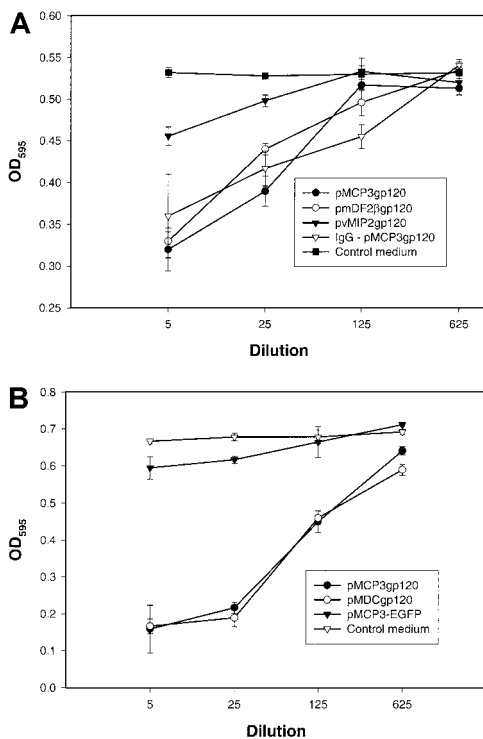 A
0.60
0.55
0.50
0.45
0.40
0.35
0.30
0.25
OD595
5
25
125
625
Dilution
pMCP3gp120
pmDF2βgp120
pvMIP2gp120
IgG - pMCP3gp120
Control medium
B
0.8
0.7
0.6
0.5
0.4
0.3
0.2
0.1
0.0
OD595
5
25
125
625
Dilution
pMCP3gp120
pMDCgp120
pMCP3-EGFP
Control medium